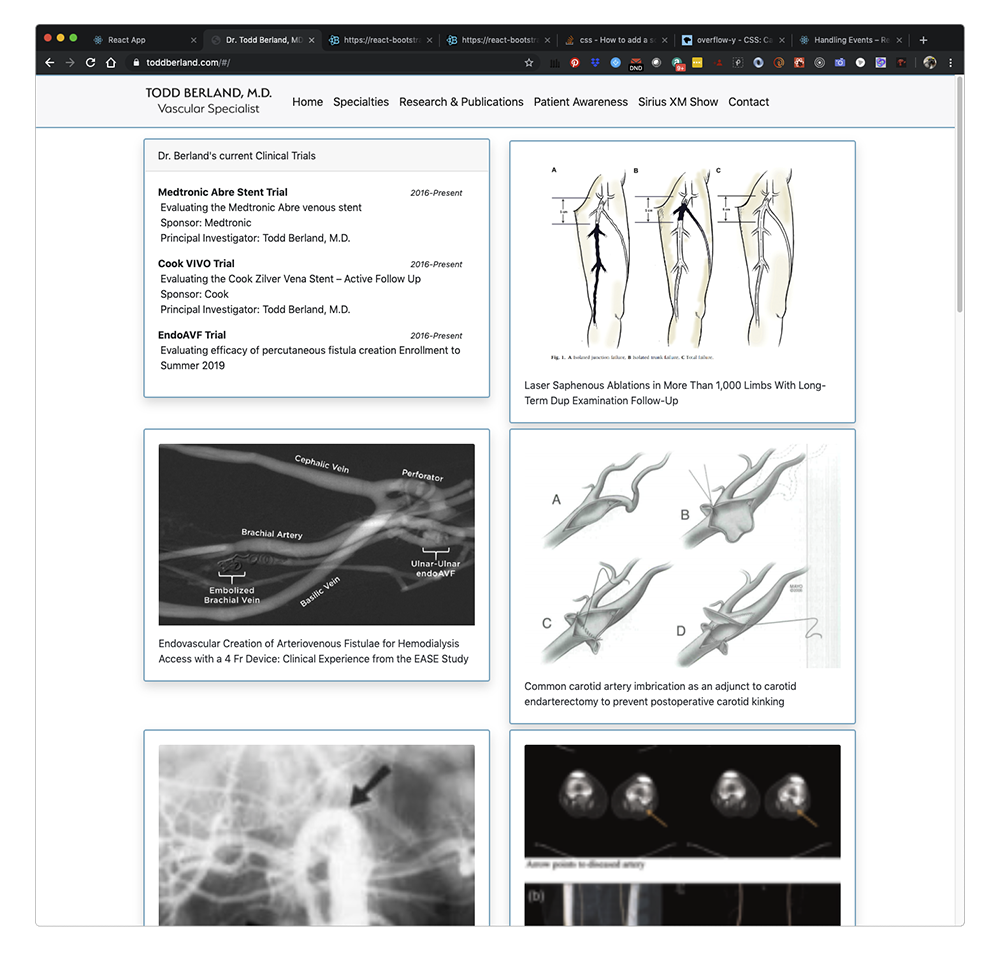 React App
Dr. Todd Berland, MD
https://react-bootstr
https://react-bootstr
css - How to add a
overflow-y - CSS: Ca
Handling Events – Re
toddberland.com/#/
DND
TODD BERLAND, M.D.
Vascular Specialist
Home Specialties Research & Publications Patient Awareness Sirius XM Show Contact
Dr. Berland's current Clinical Trials
Medtronic Abre Stent Trial 2016-Present
Evaluating the Medtronic Abre venous stent
Sponsor: Medtronic
Principal Investigator: Todd Berland, M.D.
Cook VIVO Trial 2016-Present
Evaluating the Cook Zilver Vena Stent – Active Follow Up
Sponsor: Cook
Principal Investigator: Todd Berland, M.D.
EndoAVF Trial 2016-Present
Evaluating efficacy of percutaneous fistula creation Enrollment to
Summer 2019
A B C
Fig. 1. A Isolated junction failure, B Isolated trunk failure, C Total failure.
Laser Saphenous Ablations in More Than 1,000 Limbs With Long-
Term Dup Examination Follow-Up
Cephalic Vein
Perforator
Brachial Artery
Ulnar-Ulnar
endoAVF
Embolized
Brachial Vein
Basilic Vein
Endovascular Creation of Arteriovenous Fistulae for Hemodialysis
Access with a 4 Fr Device: Clinical Experience from the EASE Study
A
B
C
D
MAYO
Common carotid artery imbrication as an adjunct to carotid
endarterectomy to prevent postoperative carotid kinking
Arrow points to diseased artery
(b)